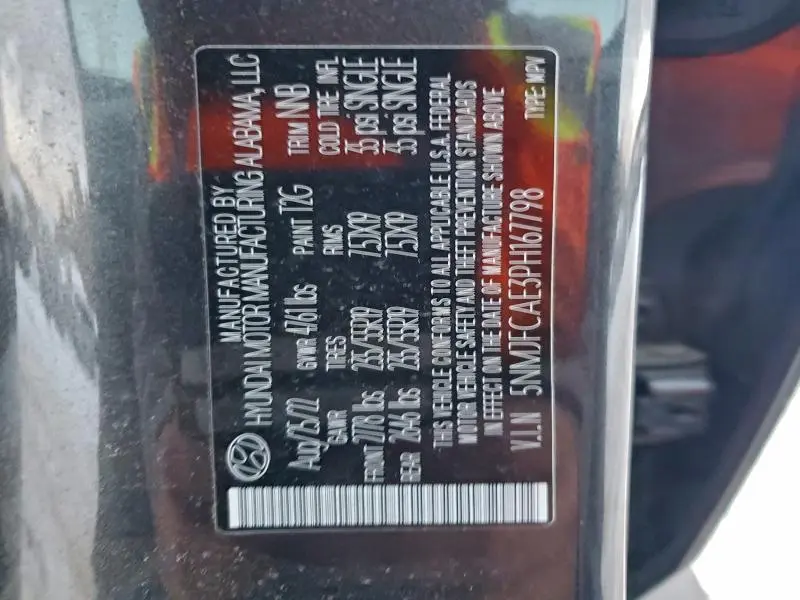 MANUFACTURED BY
HYUNDAI MOTOR MANUFACTURING ALABAMA, LLC
Aug/25/22 GVWR 4761 lbs PAINT T2G TRIM NNB
GAWR TIRES RIMS COLD TIRE INFL
FRONT 2778 lbs 235/55R19 7.5JX19 35 psi SINGLE
REAR 2646 lbs 235/55R19 7.5JX19 35 psi SINGLE
THIS VEHICLE CONFORMS TO ALL APPLICABLE U.S.A. FEDERAL
MOTOR VEHICLE SAFETY AND THEFT PREVENTION STANDARDS
IN EFFECT ON THE DATE OF MANUFACTURE SHOWN ABOVE
V.I.N 5NMJFCAE3PH167798 TYPE: MPV